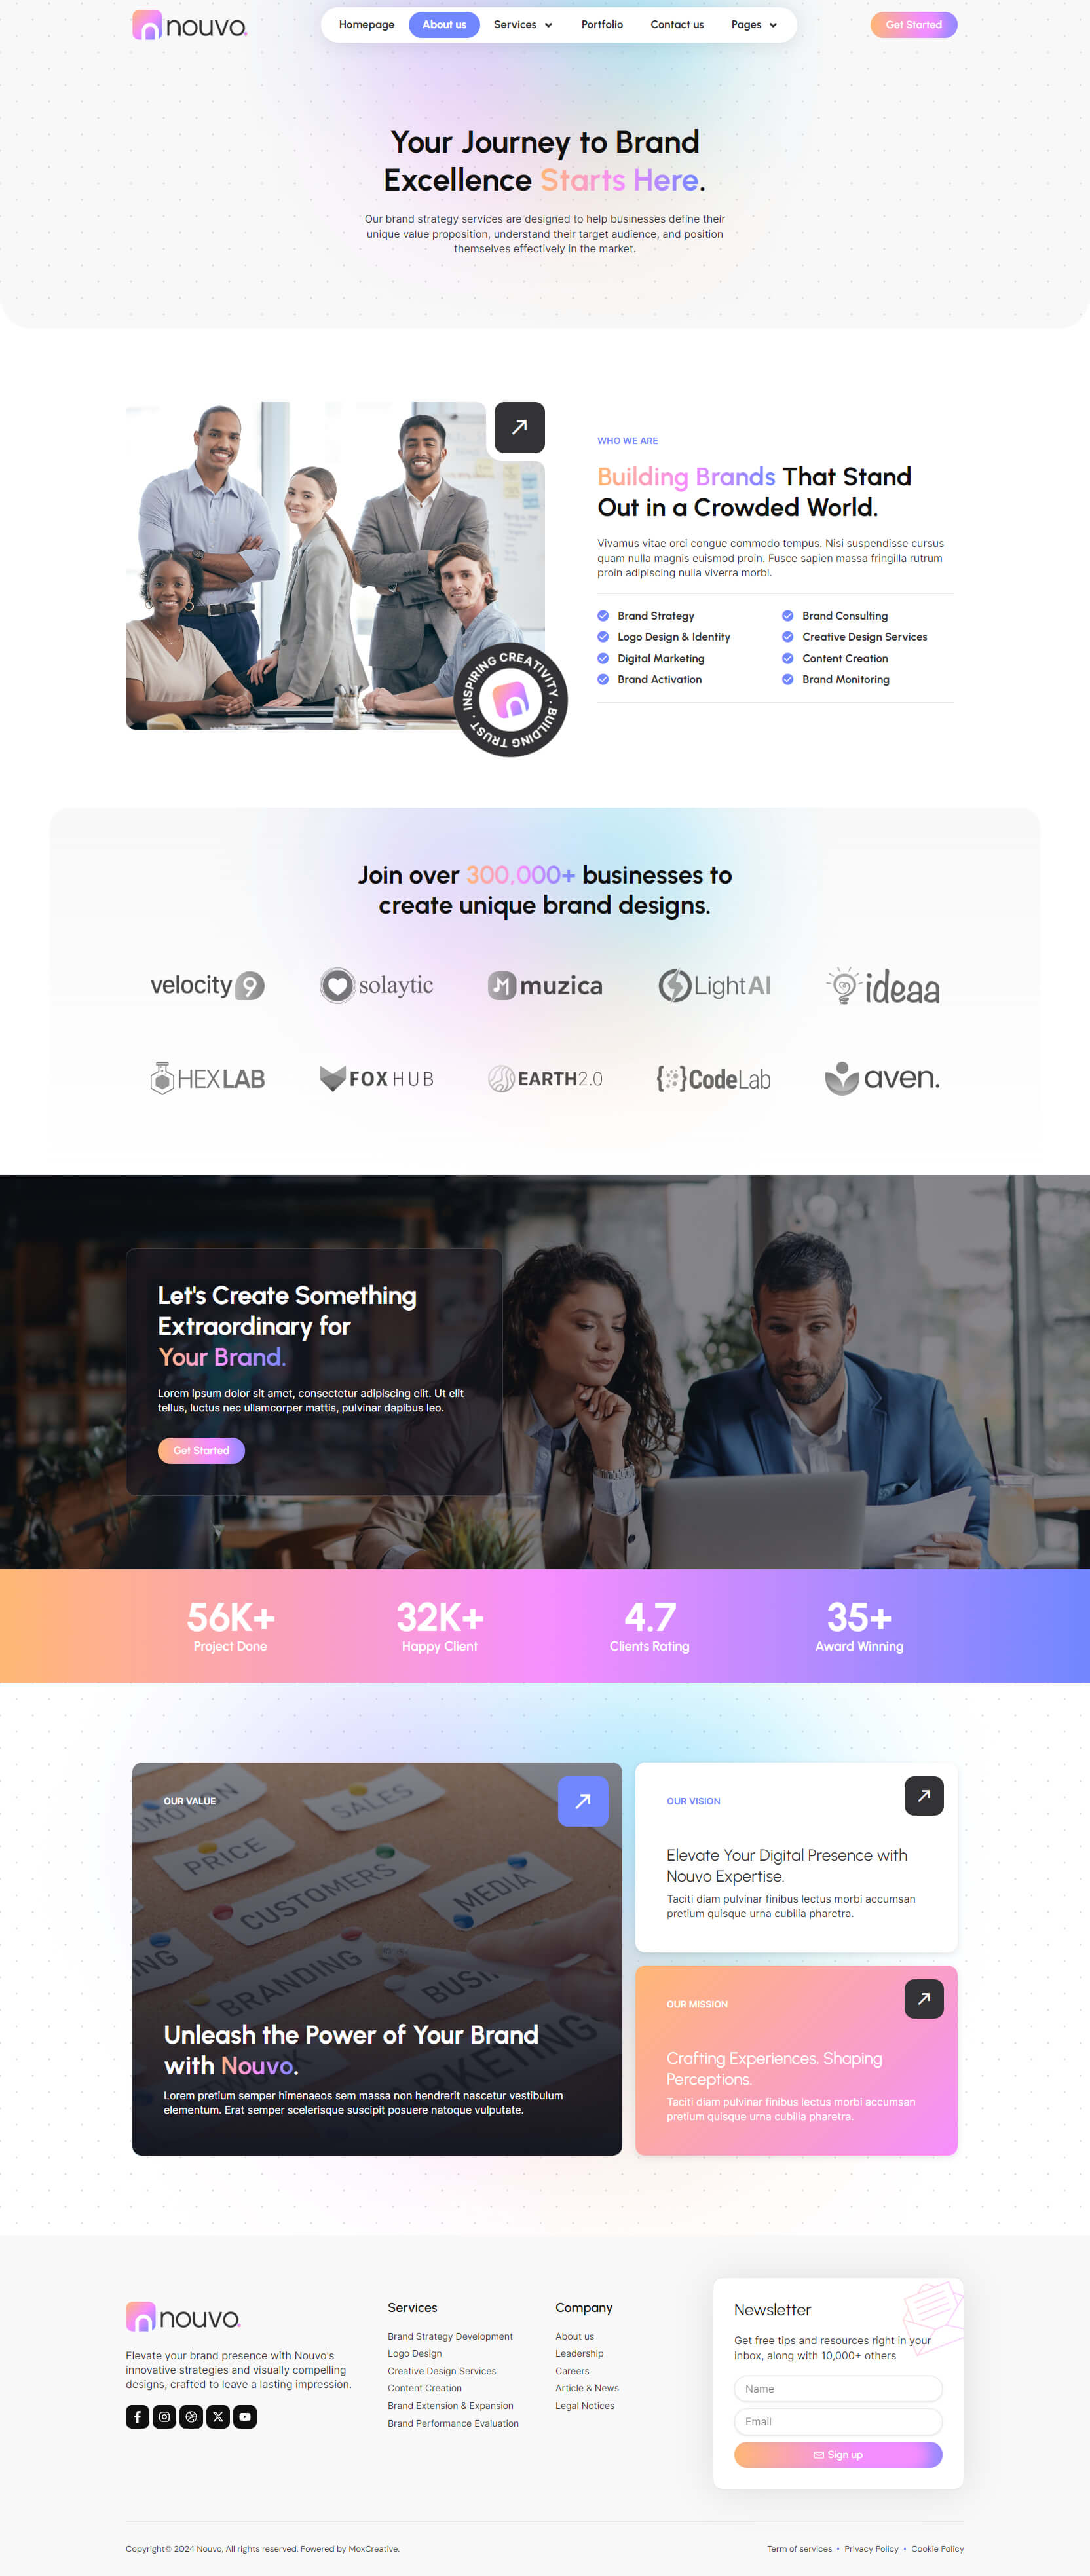 nouvo.
Homepage
About us
Services
Portfolio
Contact us
Pages
Get Started
Your Journey to Brand
Excellence Starts Here.
Our brand strategy services are designed to help businesses define their
unique value proposition, understand their target audience, and position
themselves effectively in the market.
INSPIRING CREATIVITY · BUILDING TRUST ·
WHO WE ARE
Building Brands That Stand
Out in a Crowded World.
Vivamus vitae orci congue commodo tempus. Nisi suspendisse cursus
quam nulla magnis euismod proin. Fusce sapien massa fringilla rutrum
proin adipiscing nulla viverra morbi.
Brand Strategy
Brand Consulting
Logo Design & Identity
Creative Design Services
Digital Marketing
Content Creation
Brand Activation
Brand Monitoring
Join over 300,000+ businesses to
create unique brand designs.
velocity 9
solaytic
muzica
LightAI
ideaa
HEXLAB
FOXHUB
EARTH2.0
{CodeLab
aven.
Let's Create Something
Extraordinary for
Your Brand.
Lorem ipsum dolor sit amet, consectetur adipiscing elit. Ut elit
tellus, luctus nec ullamcorper mattis, pulvinar dapibus leo.
Get Started
56K+
Project Done
32K+
Happy Client
4.7
Clients Rating
35+
Award Winning
OUR VALUE
SALES
PRICE
CUSTOMERS
MEDIA
BRANDING
Unleash the Power of Your Brand
with Nouvo.
Lorem pretium semper himenaeos sem massa non hendrerit nascetur vestibulum
elementum. Erat semper scelerisque suscipit posuere natoque vulputate.
OUR VISION
Elevate Your Digital Presence with
Nouvo Expertise.
Taciti diam pulvinar finibus lectus morbi accumsan
pretium quisque urna cubilia pharetra.
OUR MISSION
Crafting Experiences, Shaping
Perceptions.
Taciti diam pulvinar finibus lectus morbi accumsan
pretium quisque urna cubilia pharetra.
nouvo.
Elevate your brand presence with Nouvo's
innovative strategies and visually compelling
designs, crafted to leave a lasting impression.
Services
Brand Strategy Development
Logo Design
Creative Design Services
Content Creation
Brand Extension & Expansion
Brand Performance Evaluation
Company
About us
Leadership
Careers
Article & News
Legal Notices
Newsletter
Get free tips and resources right in your
inbox, along with 10,000+ others
Name
Email
Sign up
Copyright© 2024 Nouvo, All rights reserved. Powered by MoxCreative.
Term of services • Privacy Policy • Cookie Policy